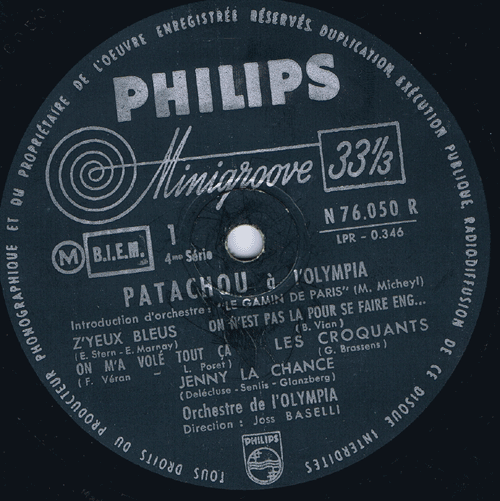 TOUS DROITS DU PRODUCTEUR PHONOGRAPHIQUE ET DU PROPRIÉTAIRE DE L'OEUVRE ENREGISTRÉE RÉSERVÉS. DUPLICATION, EXÉCUTION PUBLIQUE, RADIODIFFUSION DE CE DISQUE INTERDITES
PHILIPS
Minigroove 33 1/3
N 76.050 R
LPR - 0.346
M B.I.E.M. 1
4me Série
PATACHOU à l'OLYMPIA
Introduction d'orchestre: "LE GAMIN DE PARIS" (M. Micheyl)
Z'YEUX BLEUS ON N'EST PAS LA POUR SE FAIRE ENG...
(E. Stern - E. Marnay) (B. Vian)
ON M'A VOLÉ TOUT ÇA - LES CROQUANTS
(F. Véran - L. Poret) (G. Brassens)
JENNY LA CHANCE
(Delécluse - Senlis - Glanzberg)
Orchestre de l'OLYMPIA
Direction : Joss BASELLI
PHILIPS